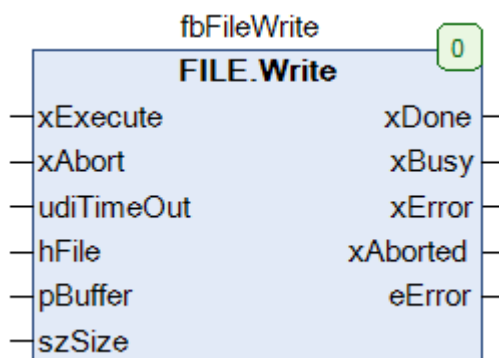 fbFileWrite
0
FILE.Write
xExecute xDone
xAbort xBusy
udiTimeOut xError
hFile xAborted
pBuffer eError
szSize